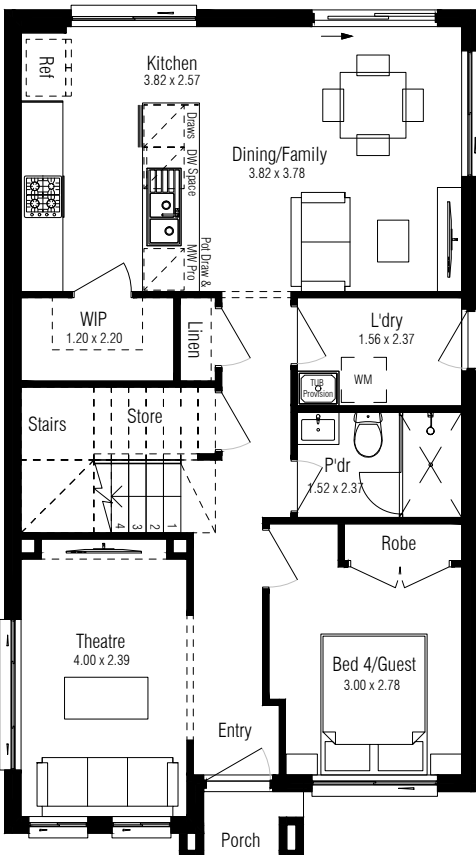 Ref
Kitchen
3.82 x 2.57
Draws
DW Space
Pot Draw &
MW Pro
Dining/Family
3.82 x 3.78
WIP
1.20 x 2.20
Linen
L'dry
1.56 x 2.37
TUB
Provision
WM
Stairs
Store
P'dr
1.52 x 2.37
4
3
2
1
Robe
Theatre
4.00 x 2.39
Bed 4/Guest
3.00 x 2.78
Entry
Porch